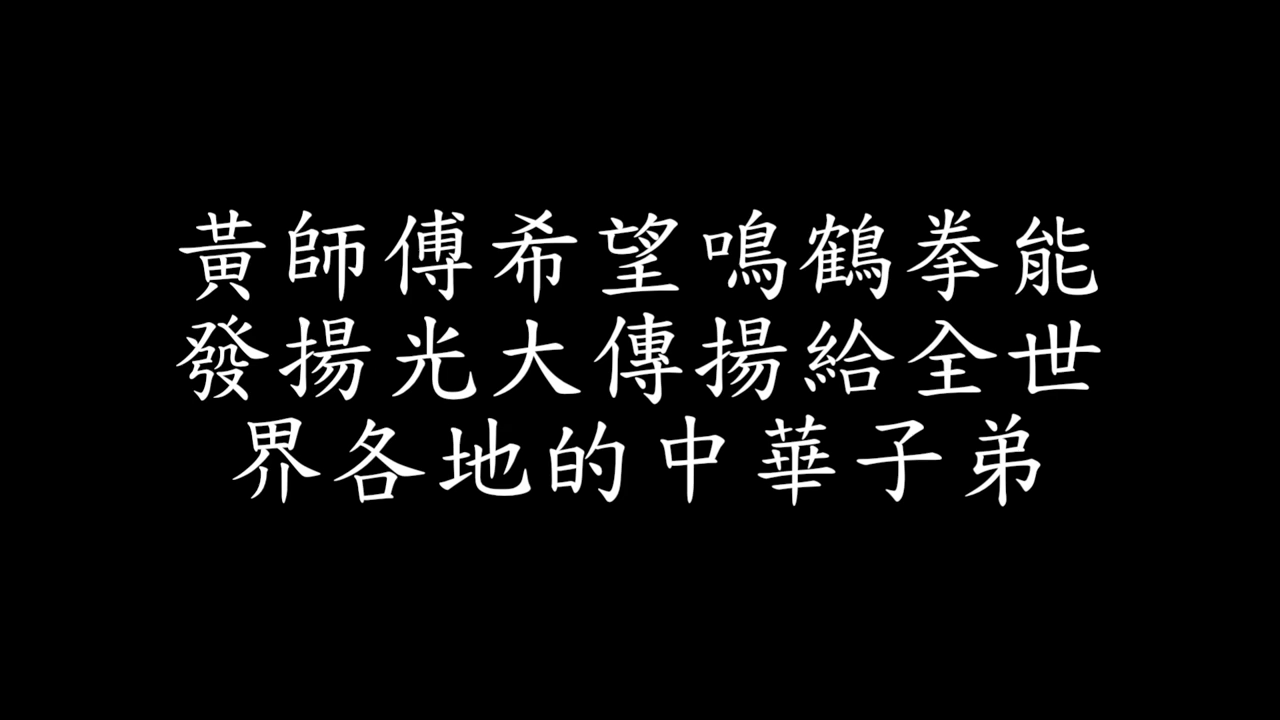 黃師傅希望鳴鶴拳能
發揚光大傳揚給全世
界各地的中華子弟